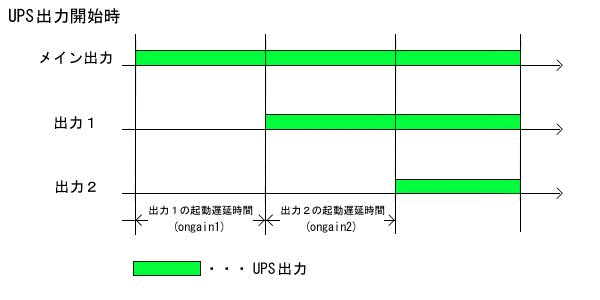 UPS出力開始時
メイン出力
出力１
出力２
出力１の起動遅延時間
(ongain1)
出力２の起動遅延時間
(ongain2)
・・・UPS出力